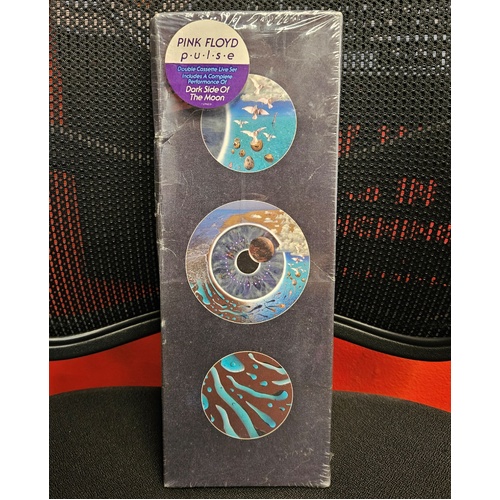 PINK FLOYD
p·u·l·s·e
Double Cassette Live Set
Includes A Complete
Performance Of
Dark Side Of
The Moon